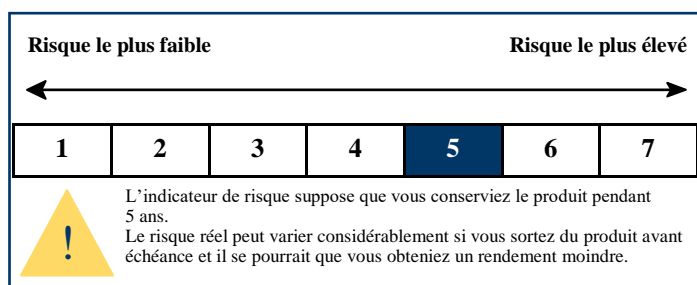 Risque le plus faible Risque le plus élevé
1 2 3 4 5 6 7
L'indicateur de risque suppose que vous conserviez le produit pendant
5 ans.
Le risque réel peut varier considérablement si vous sortez du produit avant
échéance et il se pourrait que vous obteniez un rendement moindre.
!